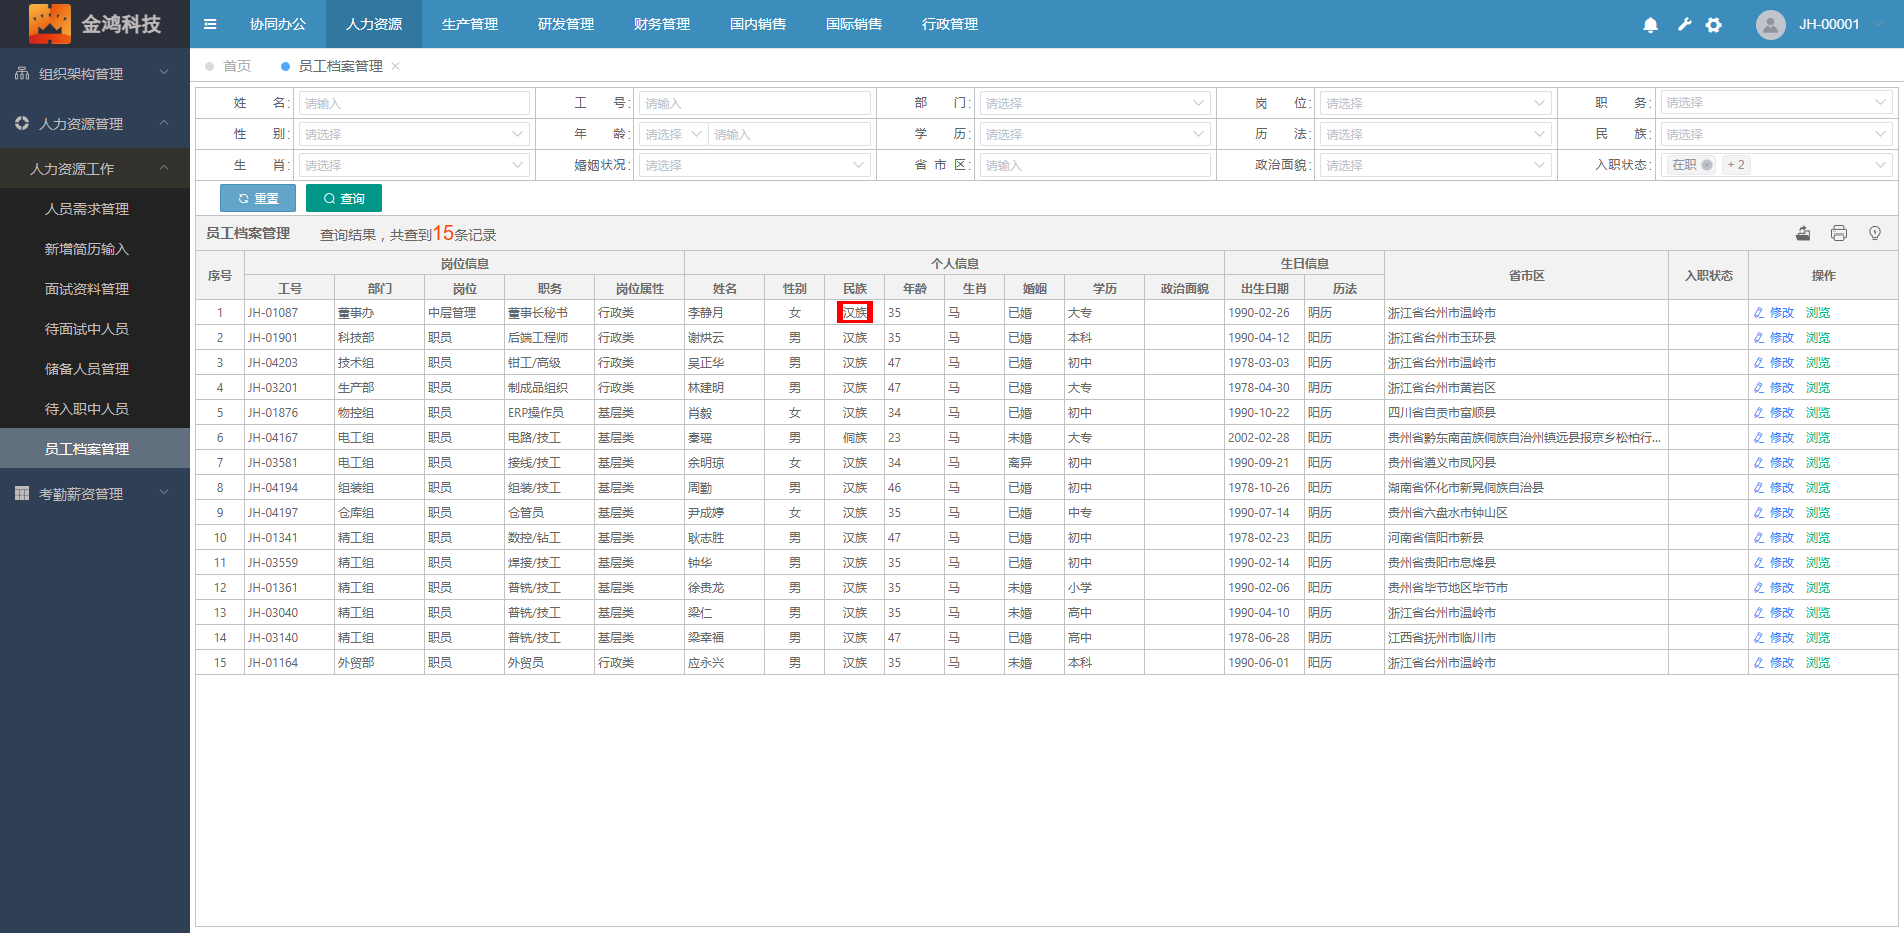 金鸿科技
协同办公 人力资源 生产管理 研发管理 财务管理 国内销售 国际销售 行政管理 JH-00001
首页 员工档案管理
组织架构管理
人力资源管理
人力资源工作
人员需求管理
新增简历输入
面试资料管理
待面试中人员
储备人员管理
待入职中人员
员工档案管理
考勤薪资管理
姓 名: 请输入 工 号: 请输入 部 门: 请选择 岗 位: 请选择 职 务: 请选择
性 别: 请选择 年 龄: 请选择 请输入 学 历: 请选择 历 法: 请选择 民 族: 请选择
生 肖: 请选择 婚姻状况: 请选择 省 市 区: 请输入 政治面貌: 请选择 入职状态: 在职 + 2
重置 查询
员工档案管理 查询结果，共查到15条记录
序号 岗位信息 个人信息 生日信息 省市区 入职状态 操作
工号 部门 岗位 职务 岗位属性 姓名 性别 民族 年龄 生肖 婚姻 学历 政治面貌 出生日期 历法
1 JH-01087 董事办 中层管理 董事长秘书 行政类 李静月 女 汉族 35 马 已婚 大专 1990-02-26 阴历 浙江省台州市温岭市 修改 浏览
2 JH-01901 科技部 职员 后端工程师 行政类 谢烘云 男 汉族 35 马 已婚 本科 1990-04-12 阳历 浙江省台州市玉环县 修改 浏览
3 JH-04203 技术组 职员 钳工/高级 行政类 吴正华 男 汉族 47 马 已婚 初中 1978-03-03 阳历 浙江省台州市温岭市 修改 浏览
4 JH-03201 生产部 职员 制成品组织 行政类 林建明 男 汉族 47 马 已婚 大专 1978-04-30 阴历 浙江省台州市黄岩区 修改 浏览
5 JH-01876 物控组 职员 ERP操作员 基层类 肖毅 女 汉族 34 马 已婚 初中 1990-10-22 阳历 四川省自贡市富顺县 修改 浏览
6 JH-04167 电工组 职员 电路/技工 基层类 秦瑶 男 侗族 23 马 未婚 大专 2002-02-28 阳历 贵州省黔东南苗族侗族自治州镇远县报京乡松柏行... 修改 浏览
7 JH-03581 电工组 职员 接线/技工 基层类 余明琼 女 汉族 34 马 离异 初中 1990-09-21 阳历 贵州省遵义市凤冈县 修改 浏览
8 JH-04194 组装组 职员 组装/技工 基层类 周勤 男 汉族 46 马 已婚 初中 1978-10-26 阳历 湖南省怀化市新晃侗族自治县 修改 浏览
9 JH-04197 仓库组 职员 仓管员 基层类 尹成婷 女 汉族 35 马 已婚 中专 1990-07-14 阴历 贵州省六盘水市钟山区 修改 浏览
10 JH-01341 精工组 职员 数控/钻工 基层类 耿志胜 男 汉族 47 马 已婚 初中 1978-02-23 阳历 河南省信阳市新县 修改 浏览
11 JH-03559 精工组 职员 焊接/技工 基层类 钟华 男 汉族 35 马 已婚 初中 1990-02-14 阳历 贵州省贵阳市息烽县 修改 浏览
12 JH-01361 精工组 职员 普铣/技工 基层类 徐贵龙 男 汉族 35 马 未婚 小学 1990-02-06 阳历 贵州省毕节地区毕节市 修改 浏览
13 JH-03040 精工组 职员 普铣/技工 基层类 梁仁 男 汉族 35 马 未婚 高中 1990-04-10 阴历 浙江省台州市温岭市 修改 浏览
14 JH-03140 精工组 职员 普铣/技工 基层类 梁幸福 男 汉族 47 马 已婚 高中 1978-06-28 阴历 江西省抚州市临川市 修改 浏览
15 JH-01164 外贸部 职员 外贸员 行政类 应永兴 男 汉族 35 马 未婚 本科 1990-06-01 阳历 浙江省台州市温岭市 修改 浏览